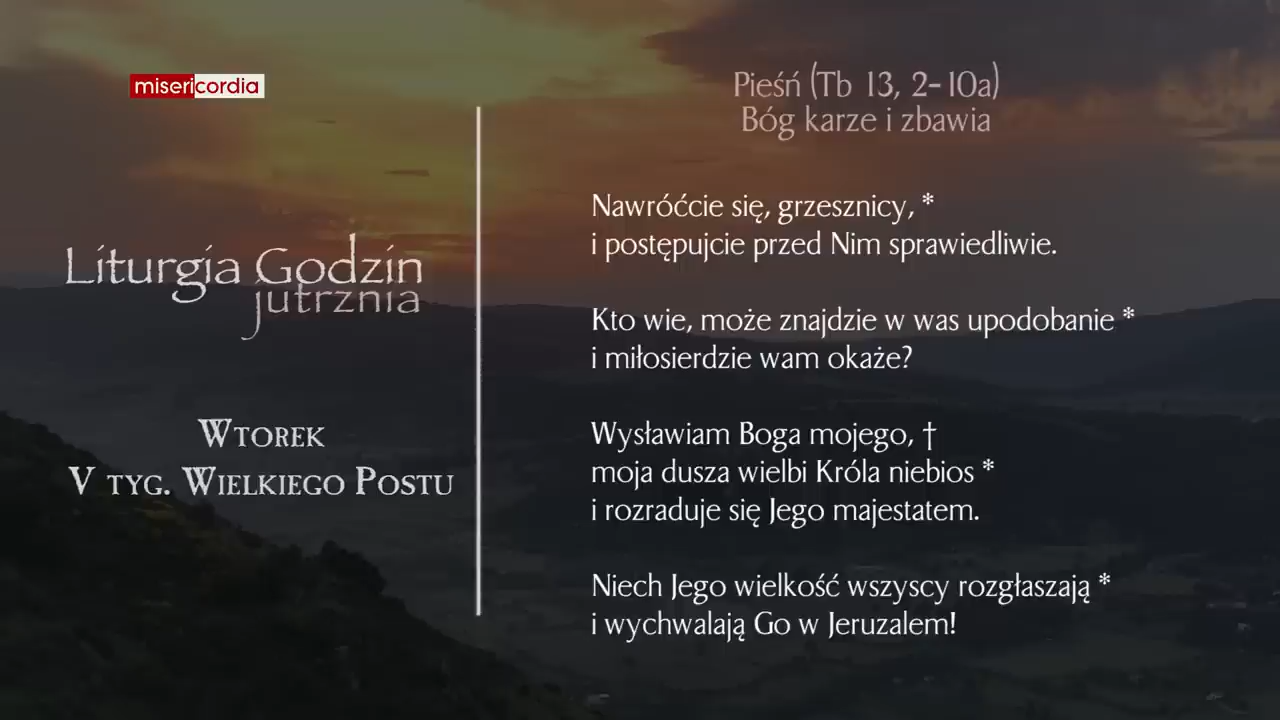 misericordia
Liturgia Godzin
jutrznia
Wtorek
V tyg. Wielkiego Postu
Pieśń (Tb 13, 2-10a)
Bóg karze i zbawia
Nawróćcie się, grzesznicy, *
i postępujcie przed Nim sprawiedliwie.
Kto wie, może znajdzie w was upodobanie *
i miłosierdzie wam okaże?
Wysławiam Boga mojego, †
moja dusza wielbi Króla niebios *
i rozraduje się Jego majestatem.
Niech Jego wielkość wszyscy rozgłaszają *
i wychwalają Go w Jeruzalem!